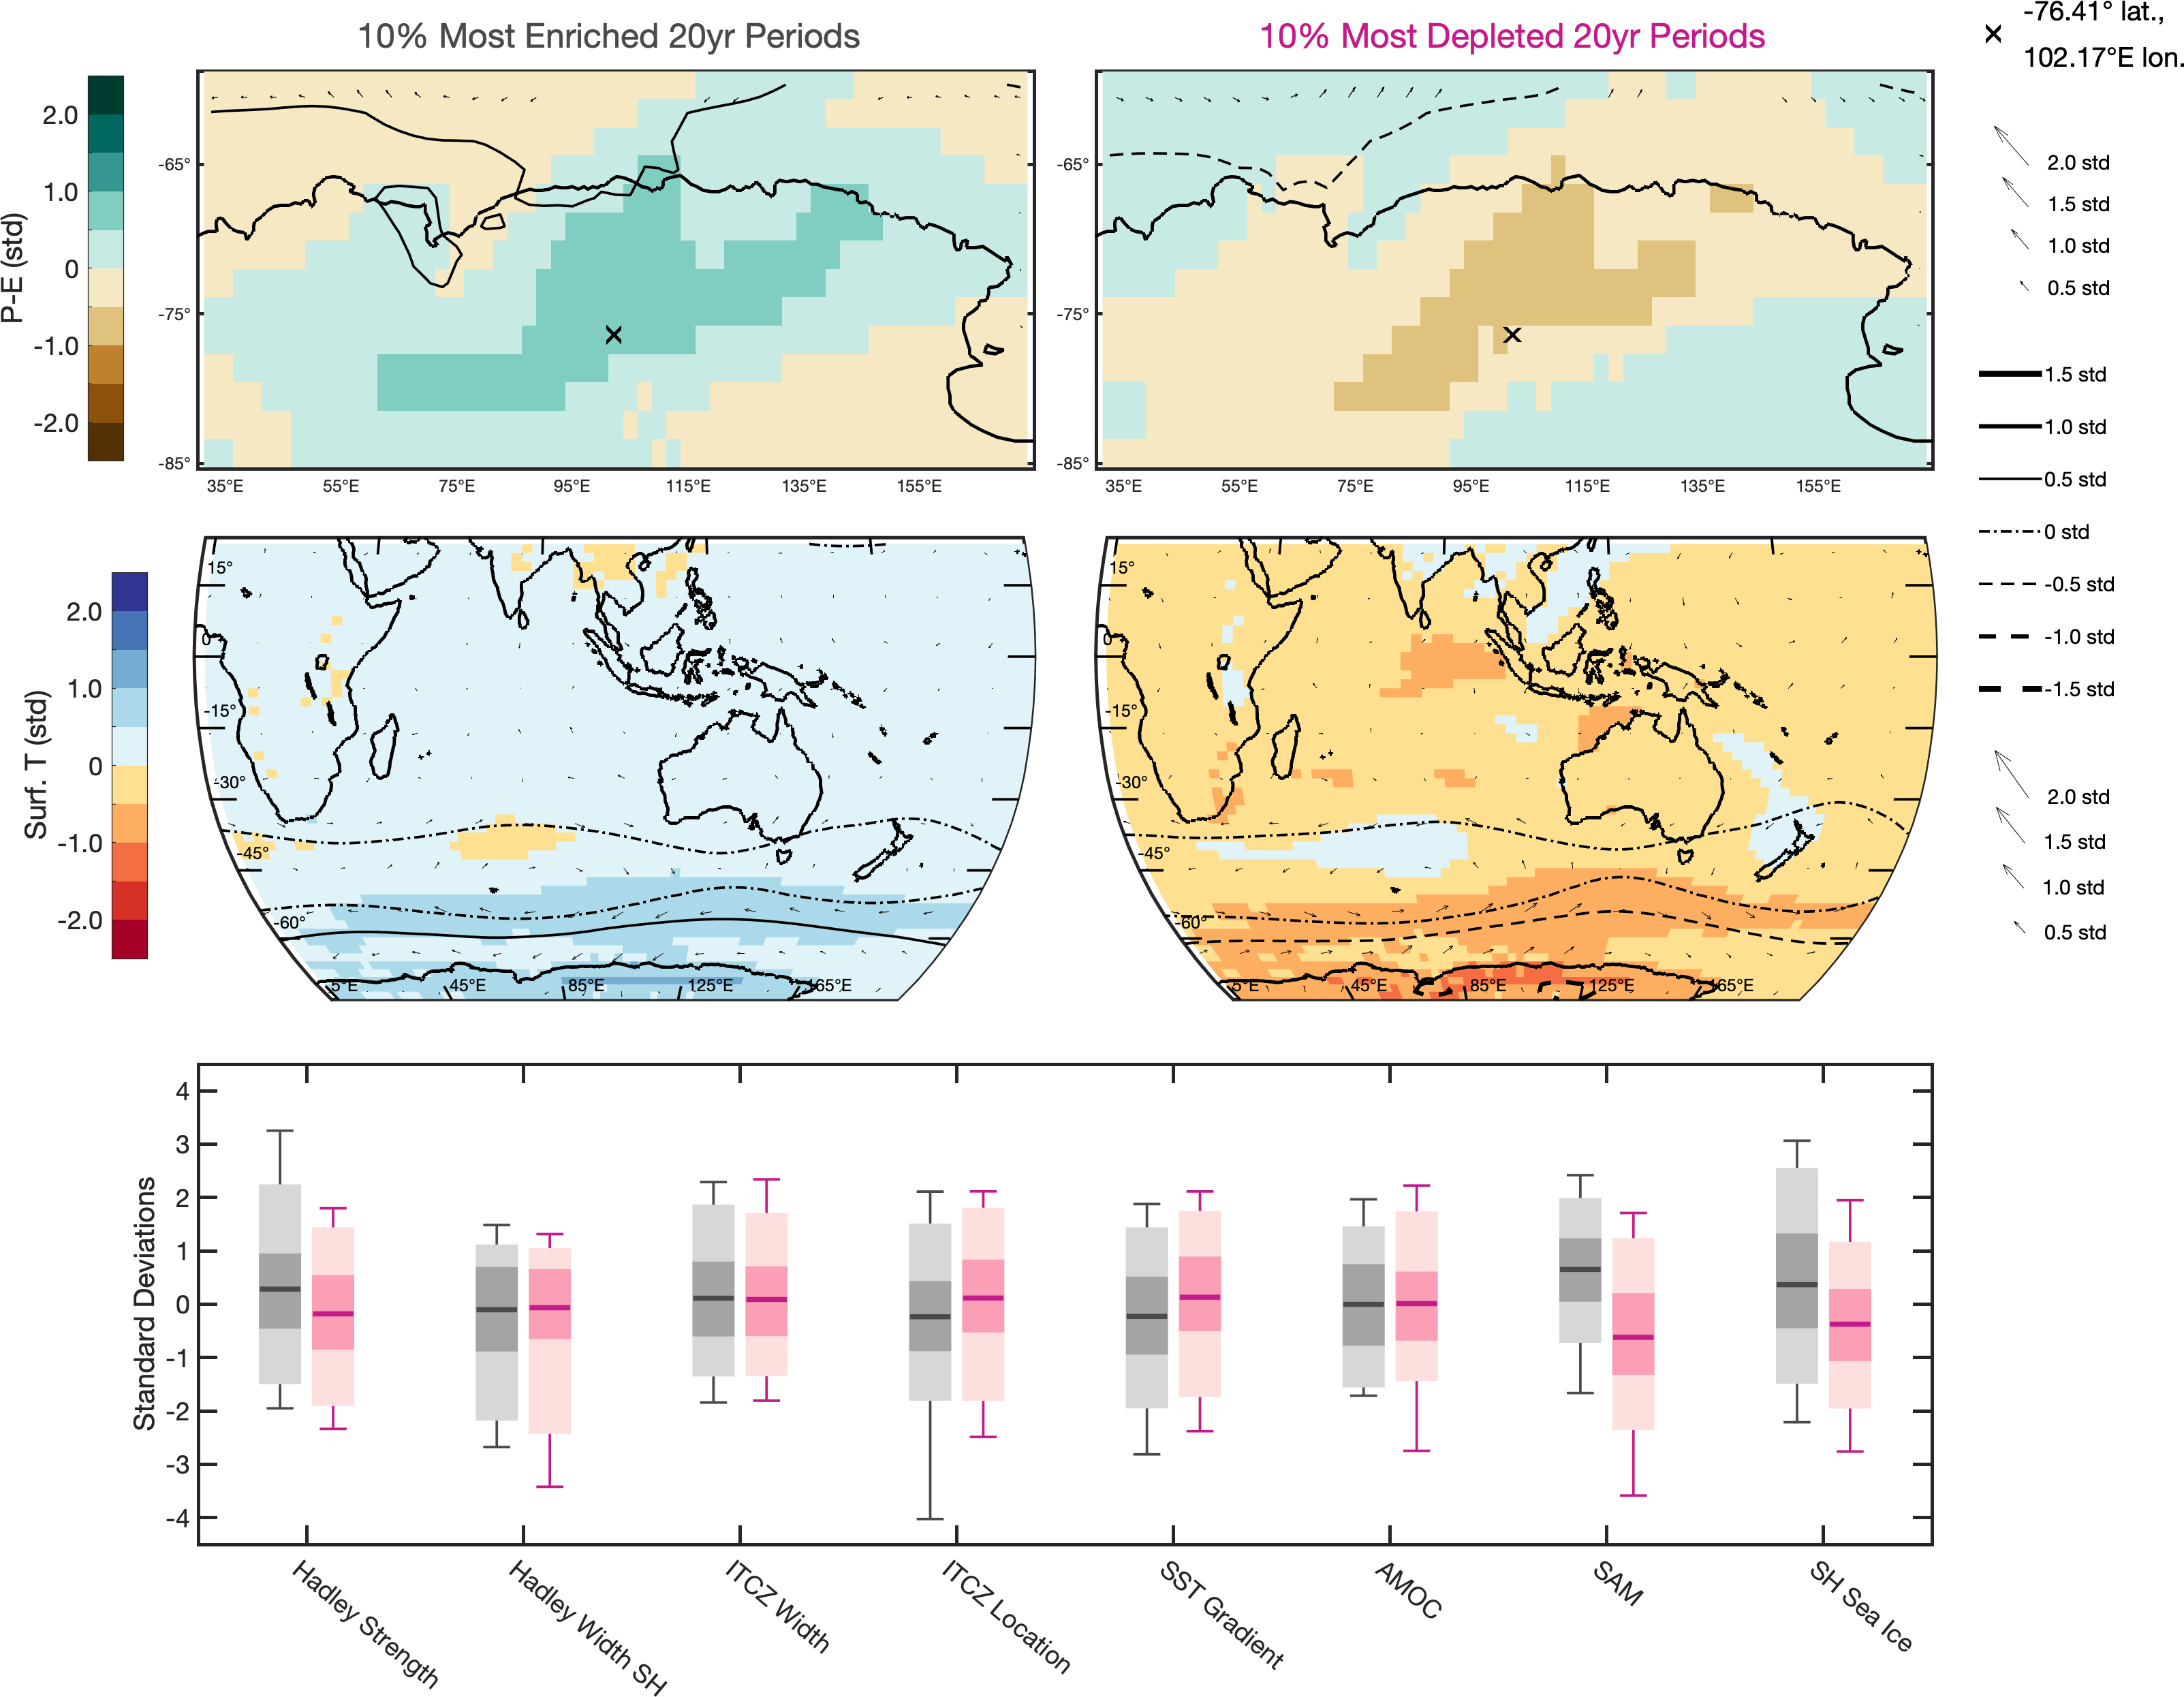 10% Most Enriched 20yr Periods
10% Most Depleted 20yr Periods
-76.41° lat.,
102.17°E lon.
P-E (std)
2.0
1.0
0
-1.0
-2.0
-65°
-75°
-85°
35°E 55°E 75°E 95°E 115°E 135°E 155°E
-65°
-75°
-85°
35°E 55°E 75°E 95°E 115°E 135°E 155°E
2.0 std
1.5 std
1.0 std
0.5 std
1.5 std
1.0 std
0.5 std
0 std
-0.5 std
-1.0 std
-1.5 std
2.0 std
1.5 std
1.0 std
0.5 std
Surf. T (std)
2.0
1.0
0
-1.0
-2.0
15°
0°
-15°
-30°
-45°
-60°
5°E 45°E 85°E 125°E 165°E
15°
0°
-15°
-30°
-45°
-60°
5°E 45°E 85°E 125°E 165°E
Standard Deviations
4
3
2
1
0
-1
-2
-3
-4
Hadley Strength
Hadley Width SH
ITCZ Width
ITCZ Location
SST Gradient
AMOC
SAM
SH Sea Ice